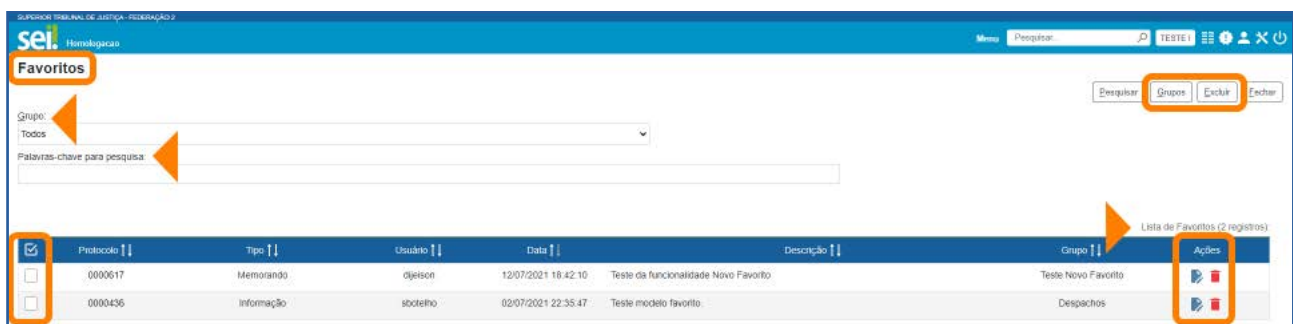 SUPERIOR TRIBUNAL DE JUSTIÇA - FEDERAÇÃO 2
sei. Homologacao Menu Pesquisar... TESTE
Favoritos
Pesquisar Grupos Excluir Fechar
Grupo:
Todos
Palavras-chave para pesquisa:
Lista de Favoritos (2 registros):
Protocolo Tipo Usuário Data Descrição Grupo Ações
0000617 Memorando dijeison 12/07/2021 18:42:10 Teste da funcionalidade Novo Favorito Teste Novo Favorito
0000436 Informação sbotelho 02/07/2021 22:35:47 Teste modelo favorito. Despachos